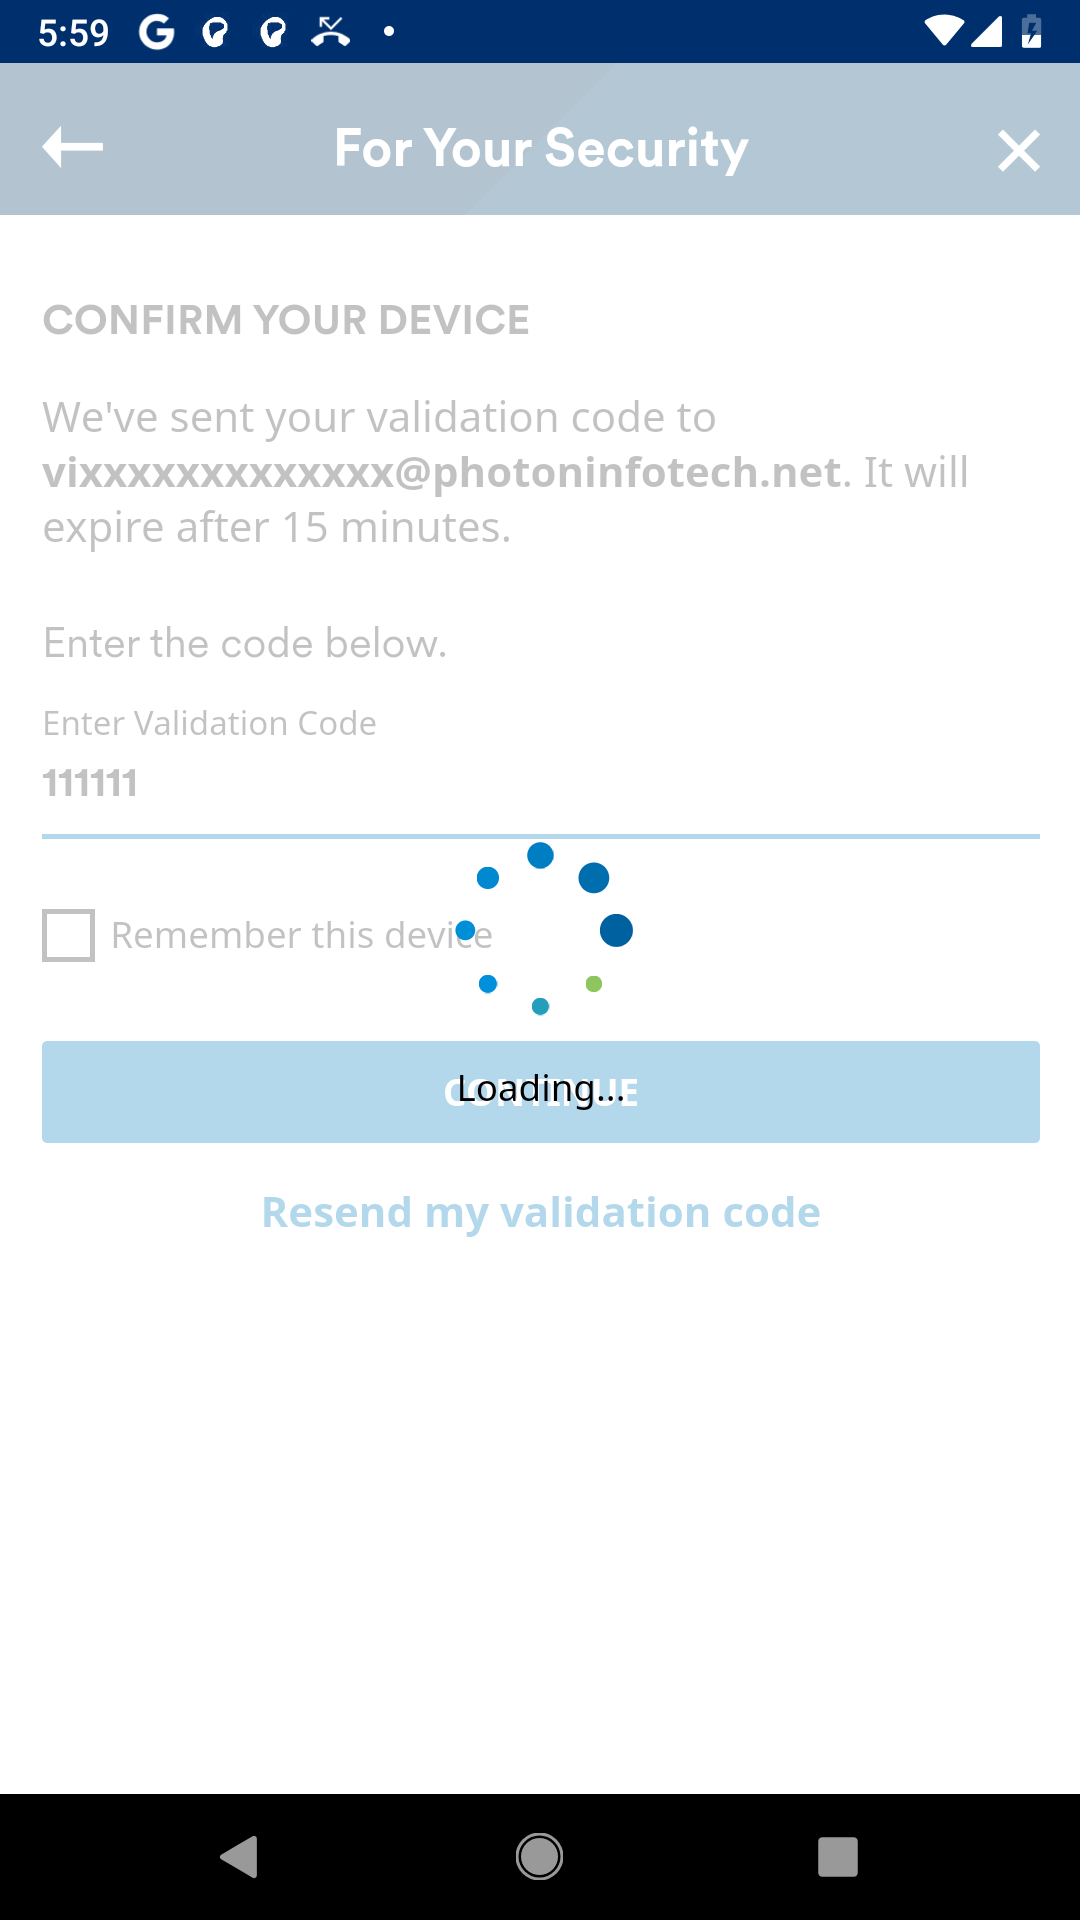 5:59
For Your Security
CONFIRM YOUR DEVICE
We've sent your validation code to
vixxxxxxxxxxxxx@photoninfotech.net. It will
expire after 15 minutes.
Enter the code below.
Enter Validation Code
111111
Remember this device
CONTINUE
Loading...
Resend my validation code